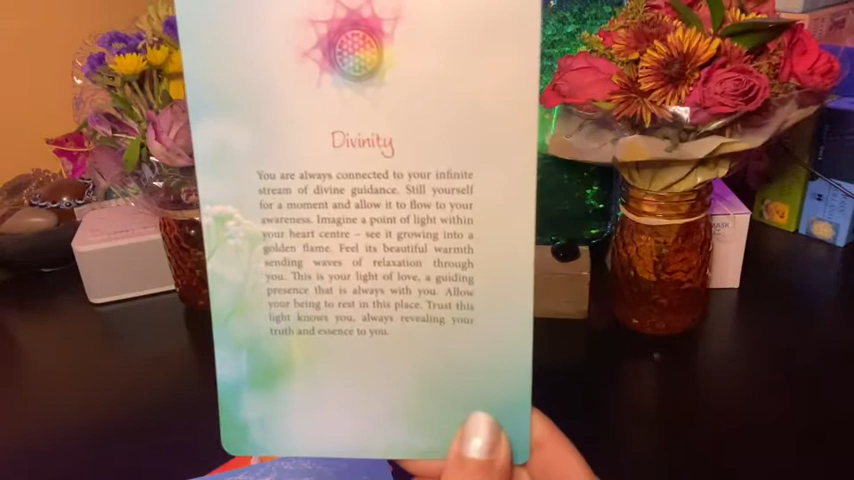 Divinity
You are always connected to your infinite
stream of divine guidance. Still yourself
for a moment and allow it to flow to your
awareness. Imagine a point of light within
your heart centre – see it growing into a
golden flame. Feel its beautiful warmth
sending waves of relaxation through
you. This is your light of love, a guiding
presence that is always with you. Allow
your being to rest in this place. Trust this
light knows you, always revealing your
truth and essence to you.